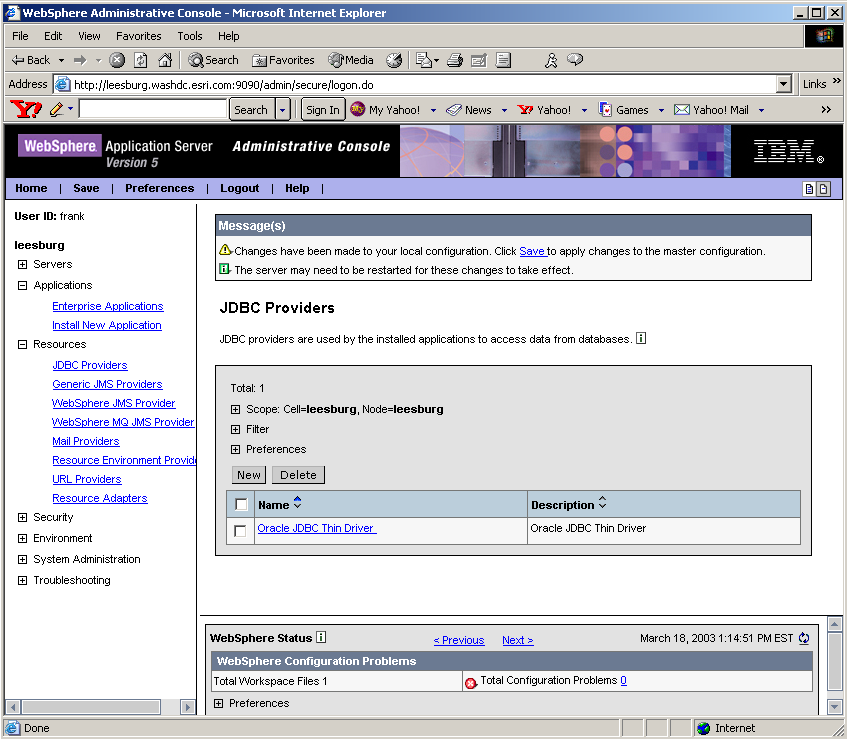 WebSphere Administrative Console - Microsoft Internet Explorer
File Edit View Favorites Tools Help
Back Search Favorites Media
Address http://leesburg.washdc.esri.com:9090/admin/secure/logon.do Links »
Y! Search Sign In My Yahoo! News Yahoo! Games Yahoo! Mail »
WebSphere Application Server Administrative Console IBM®
Version 5
Home | Save | Preferences | Logout | Help |
User ID: frank
leesburg
Servers
Applications
Enterprise Applications
Install New Application
Resources
JDBC Providers
Generic JMS Providers
WebSphere JMS Provider
WebSphere MQ JMS Provider
Mail Providers
Resource Environment Provid
URL Providers
Resource Adapters
Security
Environment
System Administration
Troubleshooting
Message(s)
Changes have been made to your local configuration. Click Save to apply changes to the master configuration.
The server may need to be restarted for these changes to take effect.
JDBC Providers
JDBC providers are used by the installed applications to access data from databases. i
Total: 1
Scope: Cell=leesburg, Node=leesburg
Filter
Preferences
New Delete
Name Description
Oracle JDBC Thin Driver Oracle JDBC Thin Driver
WebSphere Status i < Previous Next > March 18, 2003 1:14:51 PM EST
WebSphere Configuration Problems
Total Workspace Files 1 Total Configuration Problems 0
Preferences
Done Internet